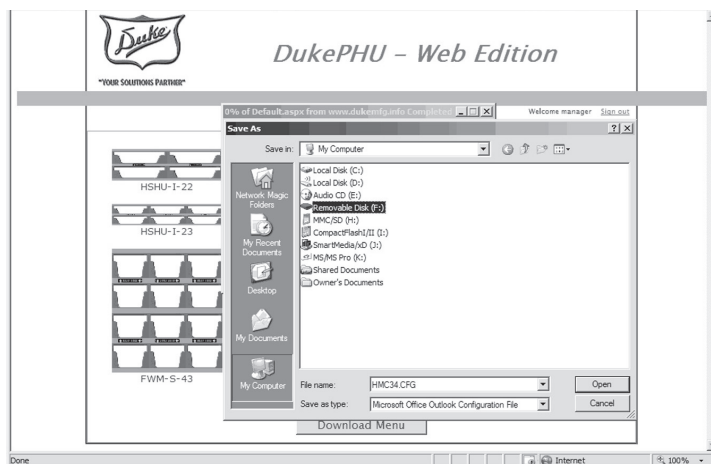 Duke
"YOUR SOLUTIONS PARTNER"
DukePHU – Web Edition
0% of Default.aspx from www.dukemfg.info Completed
Welcome manager Sign out
Save As
Save in: My Computer
Network Magic Folders
My Recent Documents
Desktop
My Documents
My Computer
Local Disk (C:)
Local Disk (D:)
Audio CD (E:)
Removable Disk (F:)
MMC/SD (H:)
CompactFlashI/II (I:)
SmartMedia/xD (J:)
MS/MS Pro (K:)
Shared Documents
Owner's Documents
HSHU-I-22
HSHU-I-23
FWM-S-43
File name: HMC34.CFG Open
Save as type: Microsoft Office Outlook Configuration File Cancel
Download Menu
Done Internet 100%